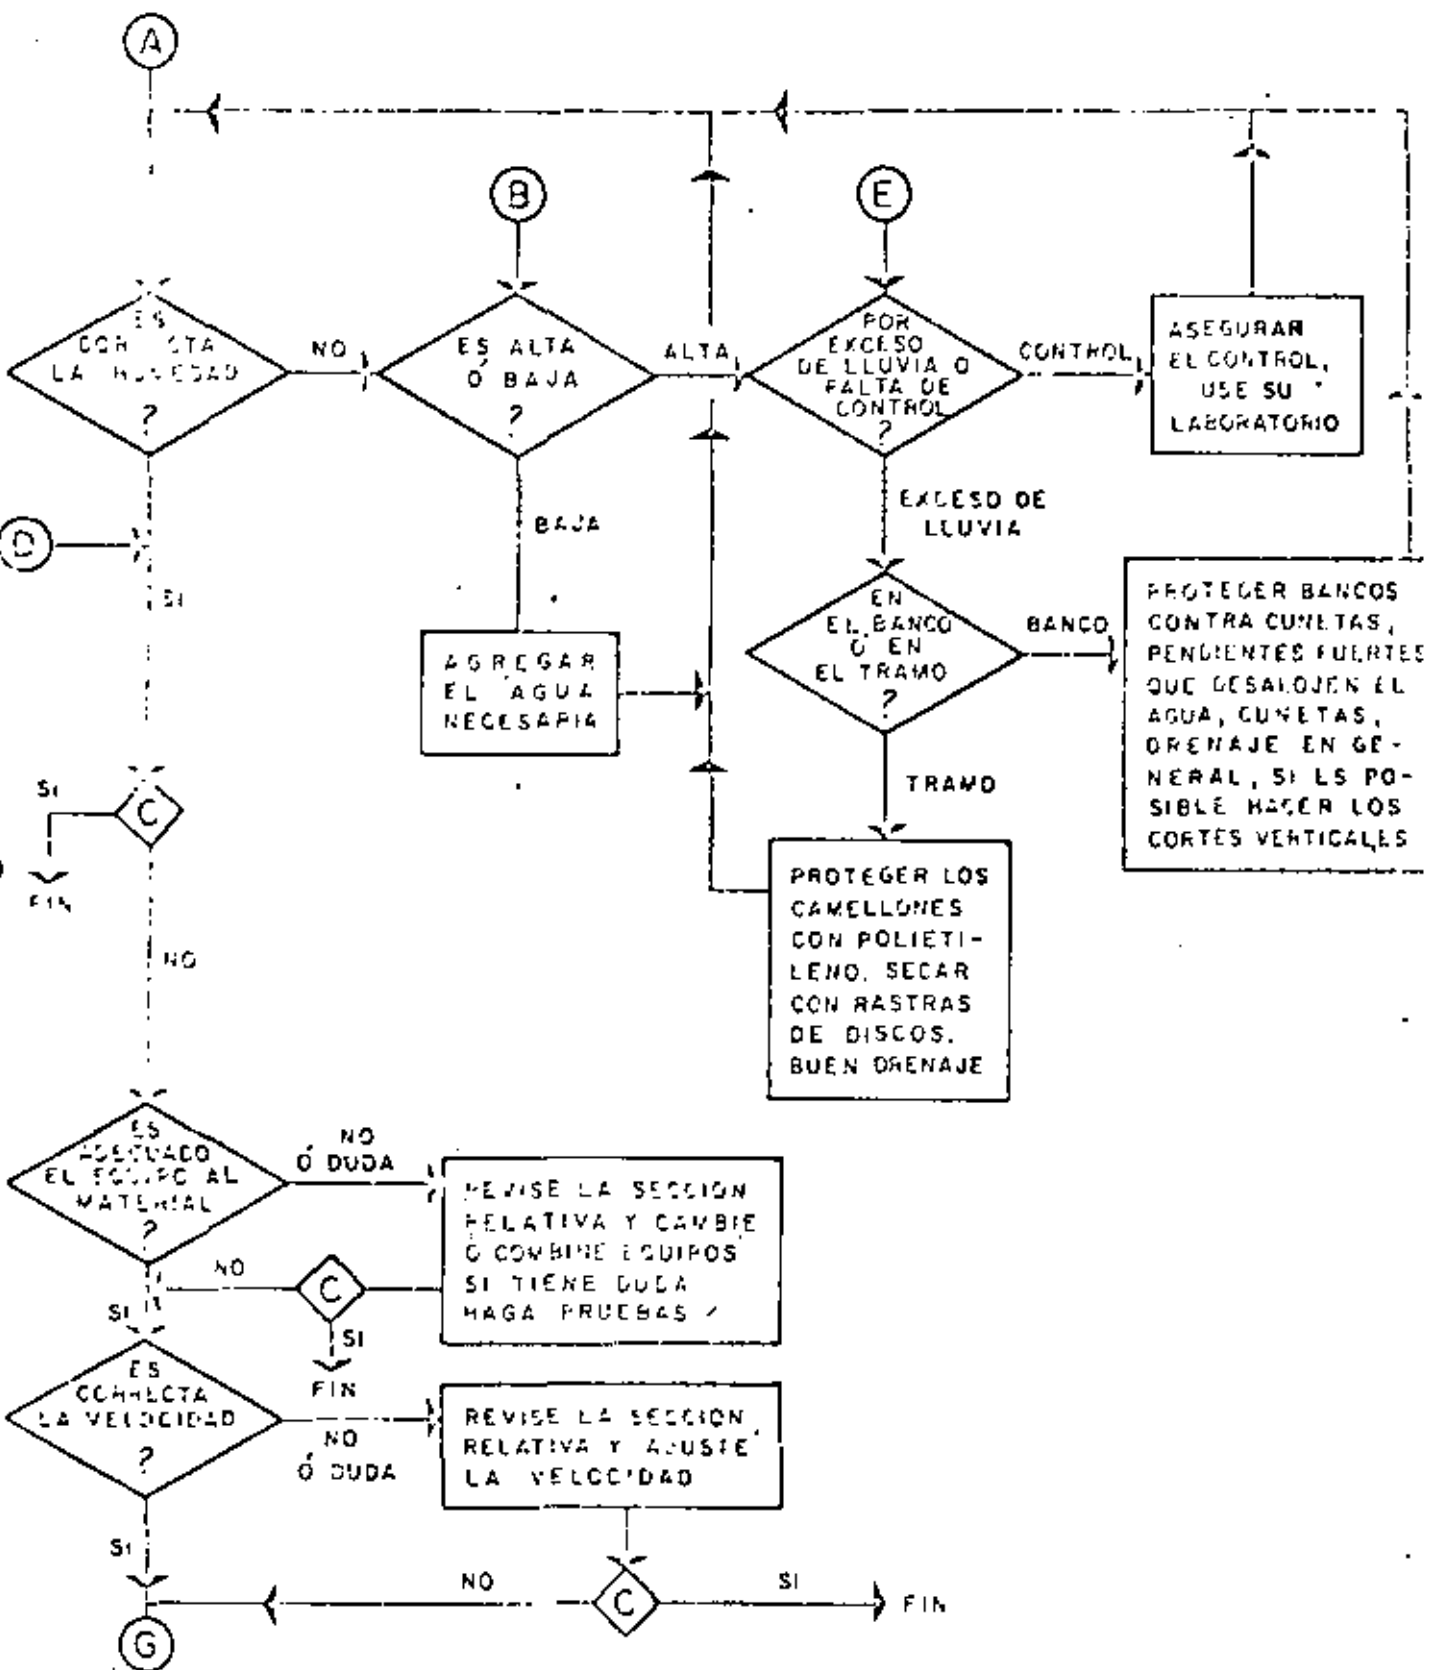 A
B
E
ES
LA HUMEDAD
?
NO
ES ALTA
Ó BAJA
?
ALTA
POR
EXCESO
DE LLUVIA O
FALTA DE
CONTROL
?
CONTROL
ASEGURAR
EL CONTROL,
USE SU
LABORATORIO
D
SI
BAJA
EXCESO DE
LLUVIA
AGREGAR
EL AGUA
NECESARIA
EN
EL BANCO
Ó EN
EL TRAMO
?
BANCO
PROTEGER BANCOS
CONTRA CUNETAS,
PENDIENTES FUERTES
QUE DESALOJEN EL
AGUA, CUNETAS,
DRENAJE EN GE-
NERAL, SI ES PO-
SIBLE HACER LOS
CORTES VERTICALES
TRAMO
SI
C
FIN
NO
PROTEGER LOS
CAMELLONES
CON POLIETI-
LENO, SECAR
CON RASTRAS
DE DISCOS.
BUEN DRENAJE
ES
ADECUADO
EL EQUIPO AL
MATERIAL
?
NO
Ó DUDA
REVISE LA SECCION
RELATIVA Y CAMBIE
Ó COMBINE EQUIPOS
SI TIENE DUDA
HAGA PRUEBAS
NO
C
SI
FIN
SI
ES
CORRECTA
LA VELOCIDAD
?
NO
Ó DUDA
REVISE LA SECCION
RELATIVA Y AJUSTE
LA VELOCIDAD
SI
NO
C
SI
FIN
G